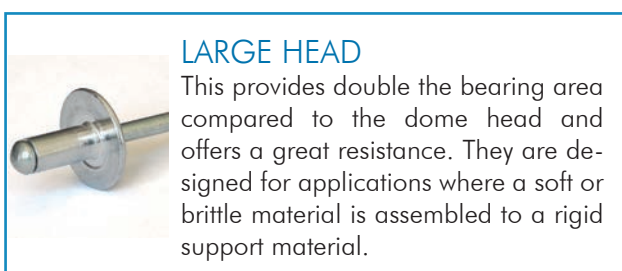 LARGE HEAD
This provides double the bearing area
compared to the dome head and
offers a great resistance. They are de-
signed for applications where a soft or
brittle material is assembled to a rigid
support material.